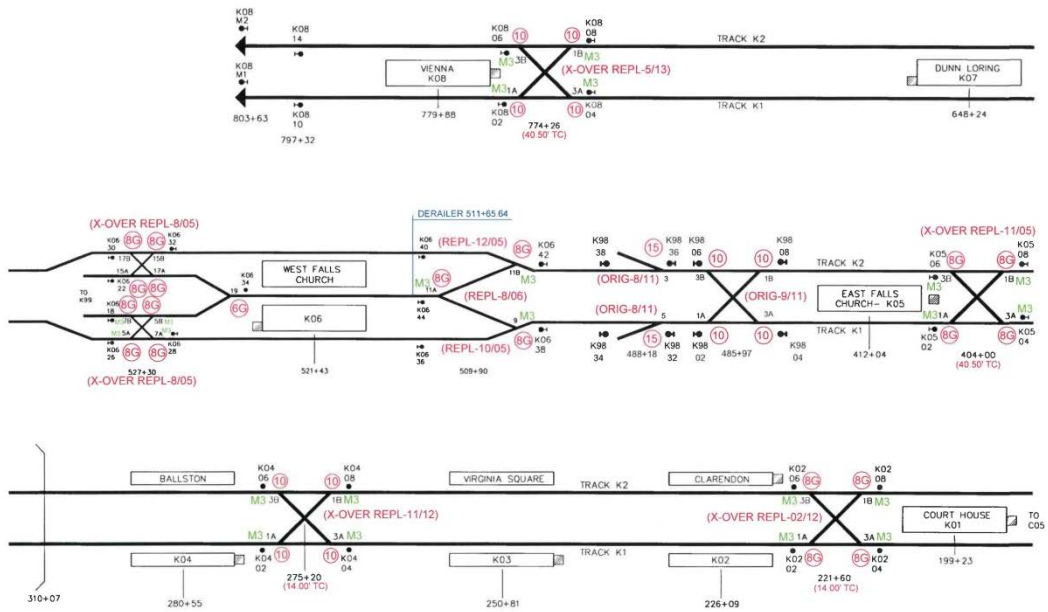 K08 M2
K08 14
K08 06
10
10
K08 08
TRACK K2
M3
3B
1B
M3
VIENNA K08
(X-OVER REPL-5/13)
DUNN LORING K07
K08 M1
M3
1A
3A
M3
K08 10
K08 02
10
10
K08 04
TRACK K1
803+63
797+32
779+88
774+26
(40.50' TC)
648+24
DERAILER 511+65.64
(X-OVER REPL-8/05)
K06 30
8G
8G
K06 32
17B
15B
15A
17A
K06 22
8G
8G
K06 34
TO K99
K06 18
8G
8G
19
6G
M3
7B
5B
M3
M3
5A
7A
M3
K06 26
8G
8G
K06 28
527+30
(X-OVER REPL-8/05)
WEST FALLS CHURCH
K06
521+43
K06 40
(REPL-12/05)
8G
K06 42
11B
M3
M3
8G
11A
(REPL-8/06)
K06 44
9
M3
8G
K06 38
K06 36
(REPL-10/05)
509+90
K98 38
15
K98 36
K98 06
10
10
K98 08
TRACK K2
(ORIG-8/11)
3
3B
1B
(ORIG-9/11)
(ORIG-8/11)
5
1A
3A
K98 34
15
K98 32
K98 02
10
10
K98 04
TRACK K1
488+18
485+97
EAST FALLS CHURCH- K05
412+04
(X-OVER REPL-11/05)
K05 06
8G
8G
K05 08
M3
3B
1B
M3
M3
1A
3A
M3
K05 02
8G
8G
K05 04
404+00
(40.50' TC)
BALLSTON
K04 06
10
10
K04 08
VIRGINIA SQUARE
TRACK K2
CLARENDON
K02 06
8G
8G
K02 08
M3
3B
1B
M3
M3
3B
1B
M3
(X-OVER REPL-11/12)
(X-OVER REPL-02/12)
COURT HOUSE K01
TO C05
M3
1A
3A
M3
TRACK K1
M3
1A
3A
M3
K04
K04 02
10
10
K04 04
K03
K02
K02 02
8G
8G
K02 04
199+23
310+07
280+55
275+20
(14.00' TC)
250+81
226+09
221+60
(14.00' TC)